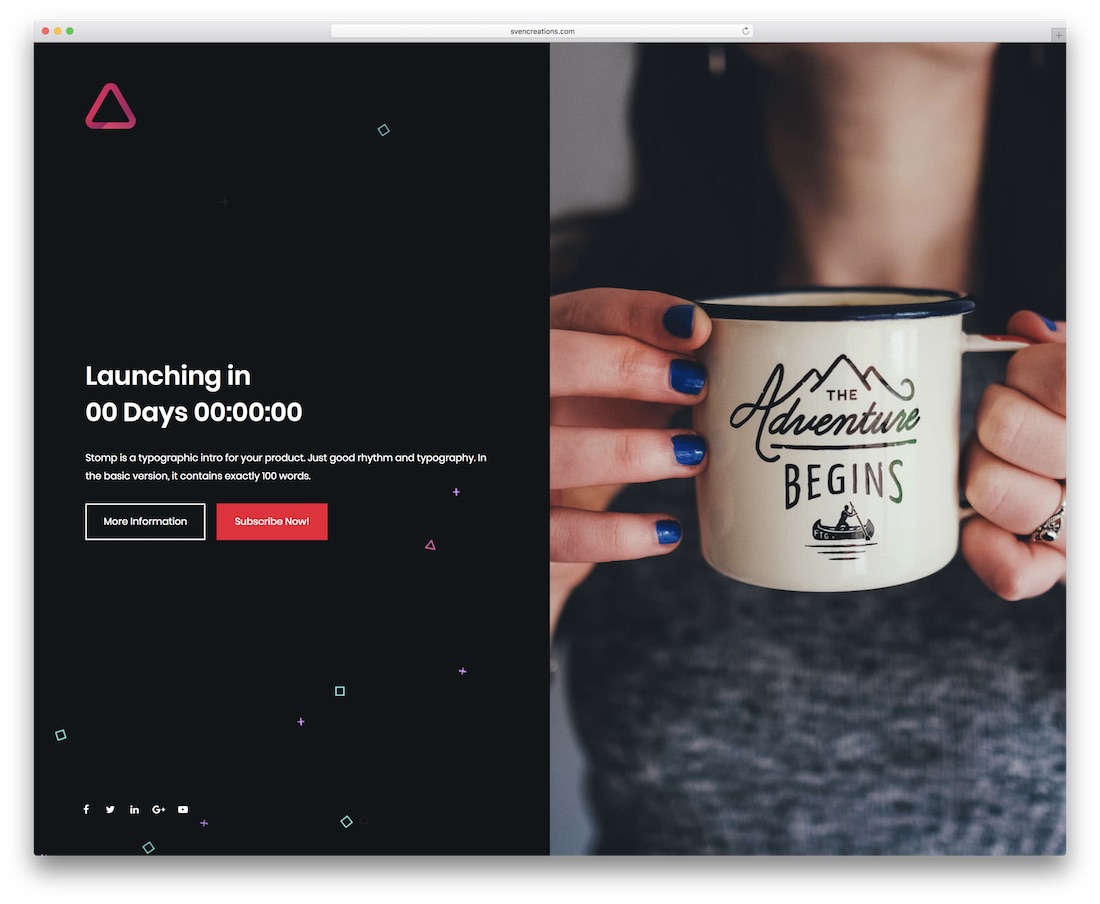 svencreations.com
Launching in
00 Days 00:00:00
Stomp is a typographic intro for your product. Just good rhythm and typography. In
the basic version, it contains exactly 100 words.
More Information
Subscribe Now!
THE
Adventure
BEGINS
FTG